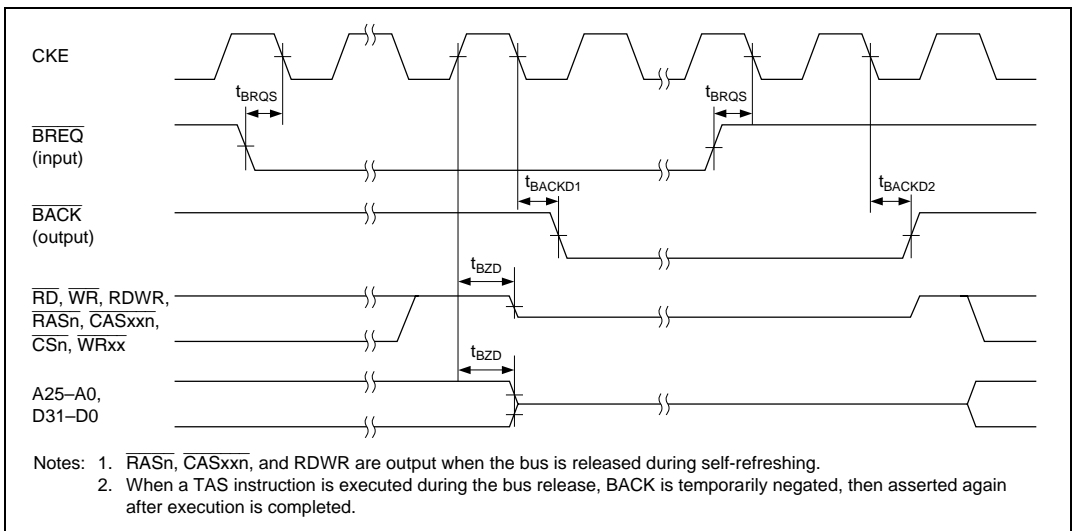 CKE
tBRQS
tBRQS
BREQ
(input)
tBACKD1
tBACKD2
BACK
(output)
tBZD
RD, WR, RDWR,
RASn, CASxxn,
CSn, WRxx
tBZD
A25–A0,
D31–D0
Notes: 1. RASn, CASxxn, and RDWR are output when the bus is released during self-refreshing.
2. When a TAS instruction is executed during the bus release, BACK is temporarily negated, then asserted again
after execution is completed.